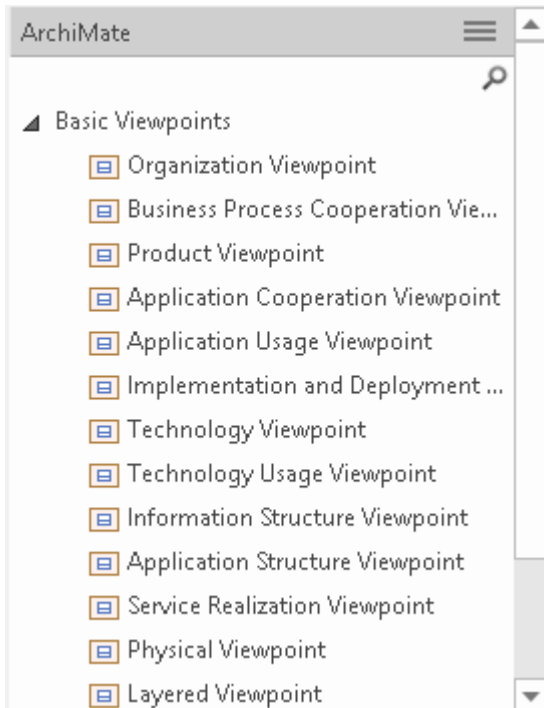 ArchiMate
Basic Viewpoints
Organization Viewpoint
Business Process Cooperation Vie...
Product Viewpoint
Application Cooperation Viewpoint
Application Usage Viewpoint
Implementation and Deployment ...
Technology Viewpoint
Technology Usage Viewpoint
Information Structure Viewpoint
Application Structure Viewpoint
Service Realization Viewpoint
Physical Viewpoint
Layered Viewpoint